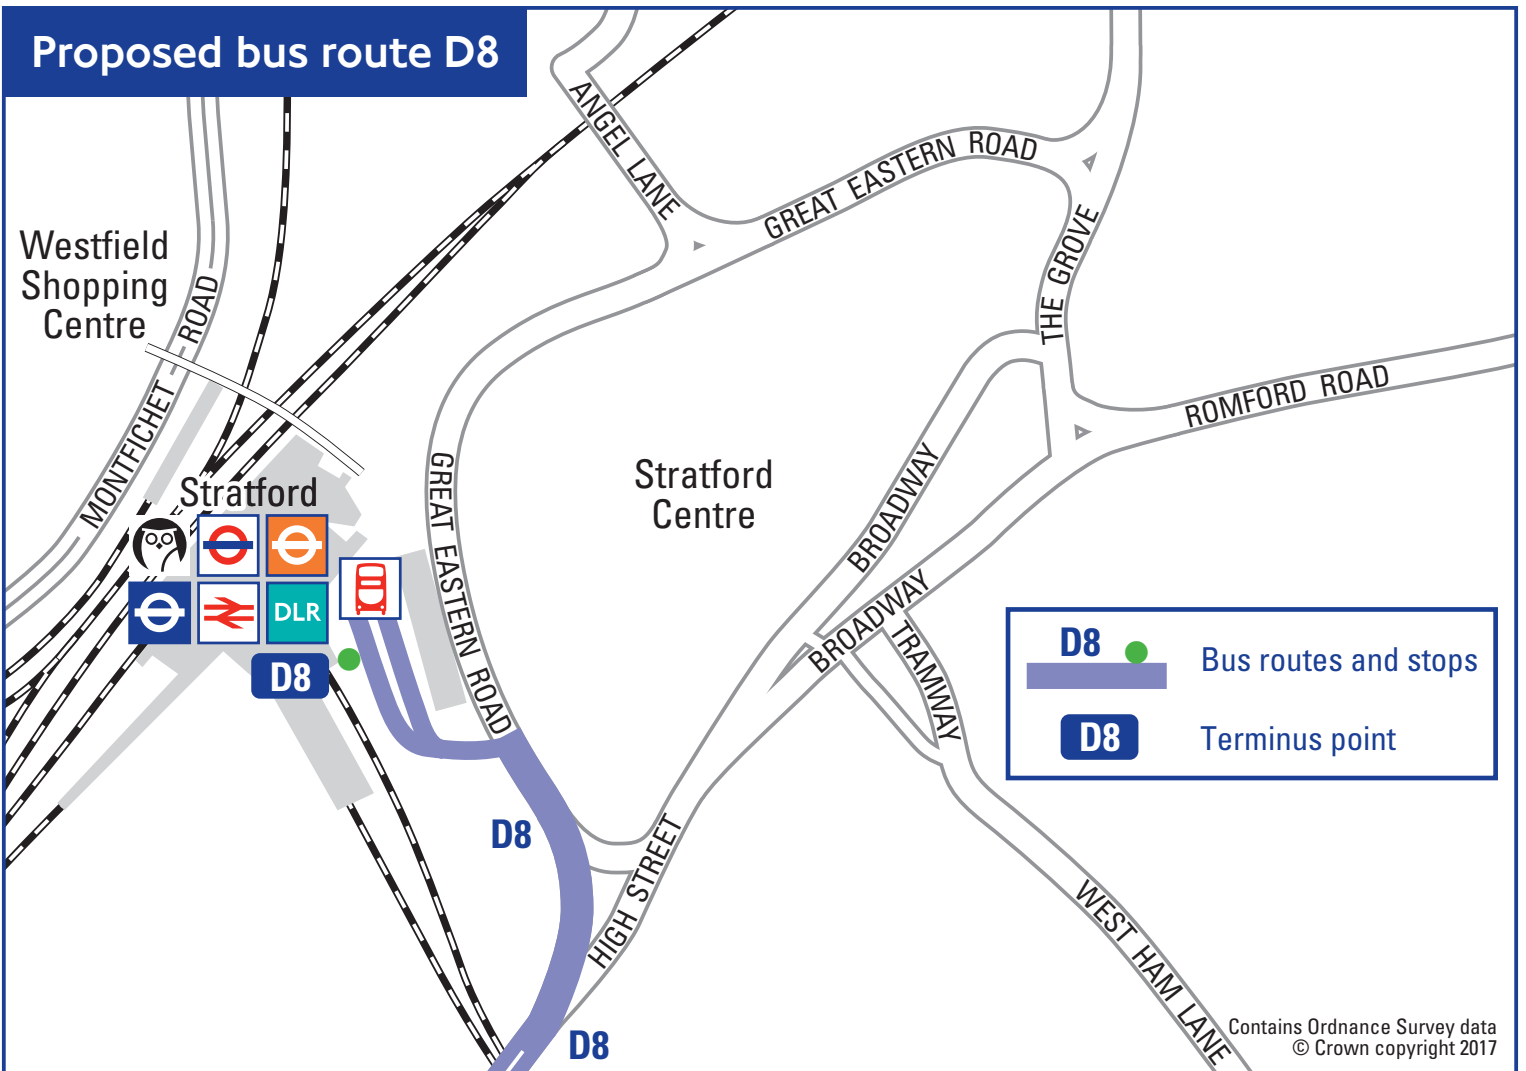 Proposed bus route D8
ANGEL LANE
GREAT EASTERN ROAD
THE GROVE
Westfield
Shopping
Centre
MONTFICHET ROAD
ROMFORD ROAD
Stratford
GREAT EASTERN ROAD
Stratford
Centre
BROADWAY
BROADWAY
TRAMWAY
DLR
D8
D8
Bus routes and stops
D8
Terminus point
D8
HIGH STREET
WEST HAM LANE
D8
Contains Ordnance Survey data
© Crown copyright 2017